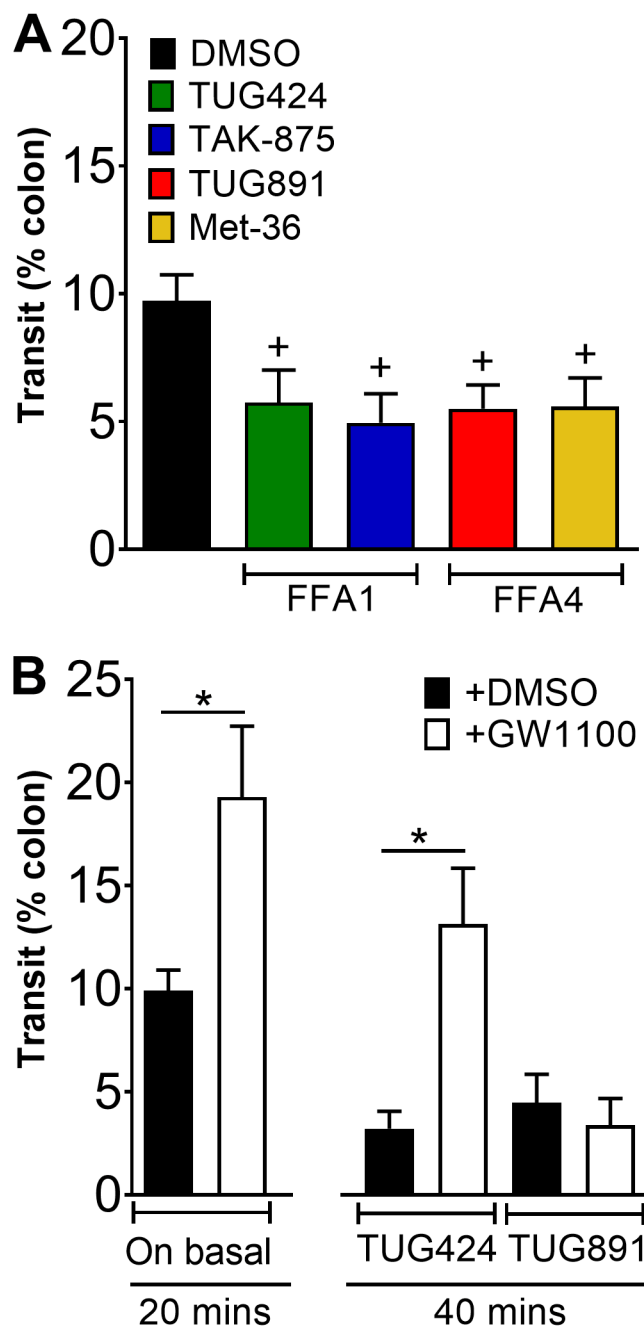 A
20
15
10
5
0
Transit (% colon)
DMSO
TUG424
TAK-875
TUG891
Met-36
+ + + +
FFA1 FFA4
B
25
20
15
10
5
0
Transit (% colon)
+DMSO
+GW1100
* *
On basal TUG424 TUG891
20 mins 40 mins